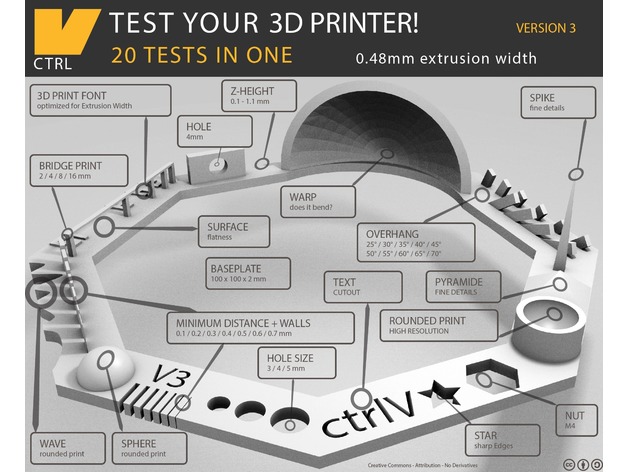 TEST YOUR 3D PRINTER!
VERSION 3
CTRL
20 TESTS IN ONE
0.48mm extrusion width
3D PRINT FONT
optimized for Extrusion Width
Z-HEIGHT
0.1 - 1.1 mm
SPIKE
fine details
HOLE
4mm
BRIDGE PRINT
2 / 4 / 8 / 16 mm
WARP
does it bend?
SURFACE
flatness
OVERHANG
25° / 30° / 35° / 40° / 45°
50° / 55° / 60° / 65° / 70°
BASEPLATE
100 x 100 x 2 mm
TEXT
CUTOUT
PYRAMIDE
FINE DETAILS
MINIMUM DISTANCE + WALLS
0.1 / 0.2 / 0.3 / 0.4 / 0.5 / 0.6 / 0.7 mm
ROUNDED PRINT
HIGH RESOLUTION
HOLE SIZE
3 / 4 / 5 mm
V3
ctrlV
NUT
M4
WAVE
rounded print
SPHERE
rounded print
STAR
sharp Edges
Creative Commons - Attribution - No Derivatives
cc